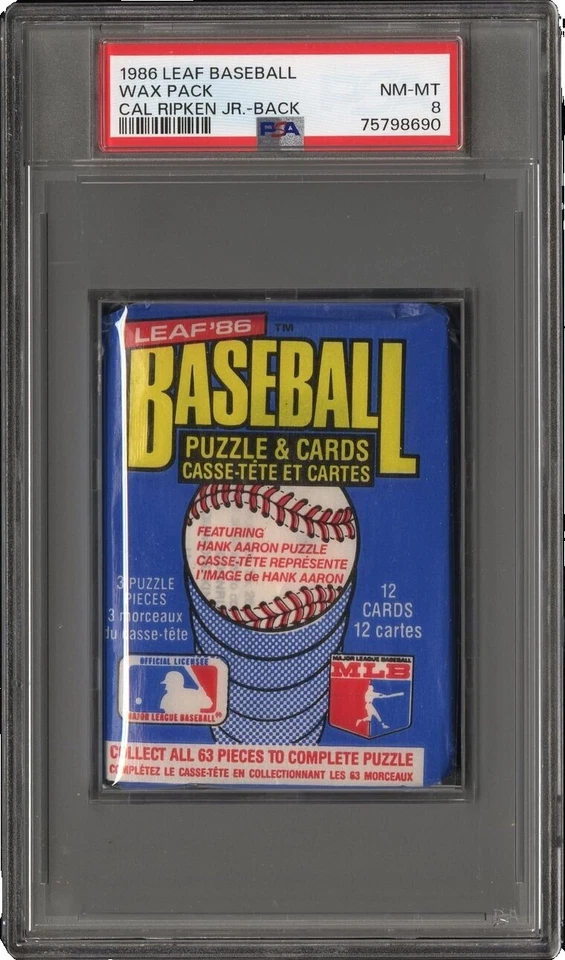 1986 LEAF BASEBALL
WAX PACK
NM-MT
CAL RIPKEN JR.-BACK
8
PSA
75798690
LEAF '86 ™
BASEBALL
PUZZLE & CARDS
CASSE-TÊTE ET CARTES
FEATURING
HANK AARON PUZZLE
CASSE-TÊTE REPRÉSENTE
l'IMAGE de HANK AARON
3 PUZZLE
PIECES
3 morceaux
du casse-tête
12
CARDS
12 cartes
OFFICIAL LICENSEE
MAJOR LEAGUE BASEBALL®
MAJOR LEAGUE BASEBALL
MLB
COLLECT ALL 63 PIECES TO COMPLETE PUZZLE
COMPLÉTEZ LE CASSE-TÊTE EN COLLECTIONNANT LES 63 MORCEAUX